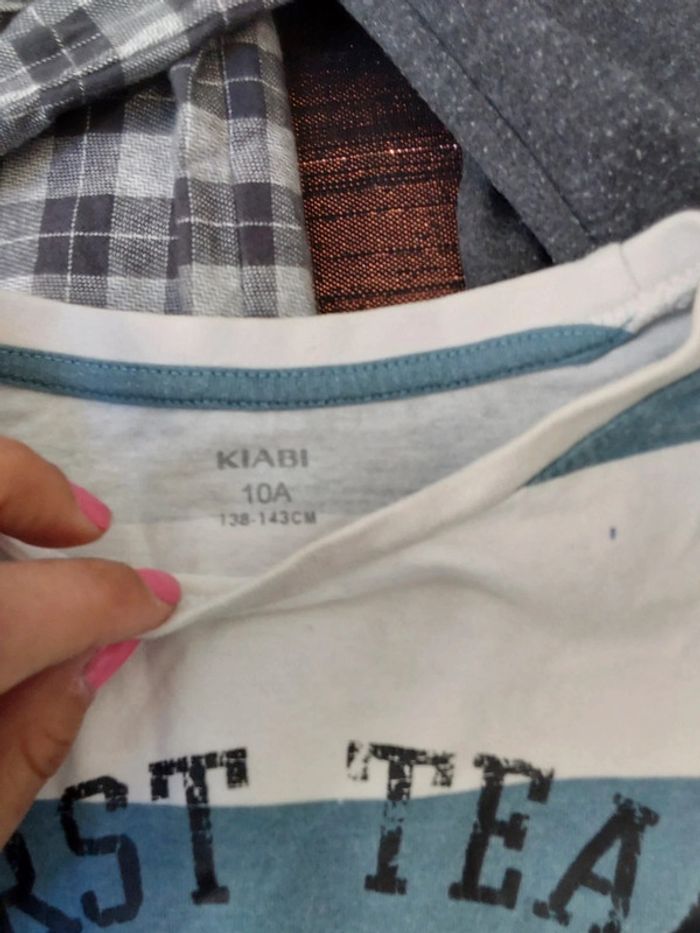 KIABI
10A
138-143CM
RST TEA